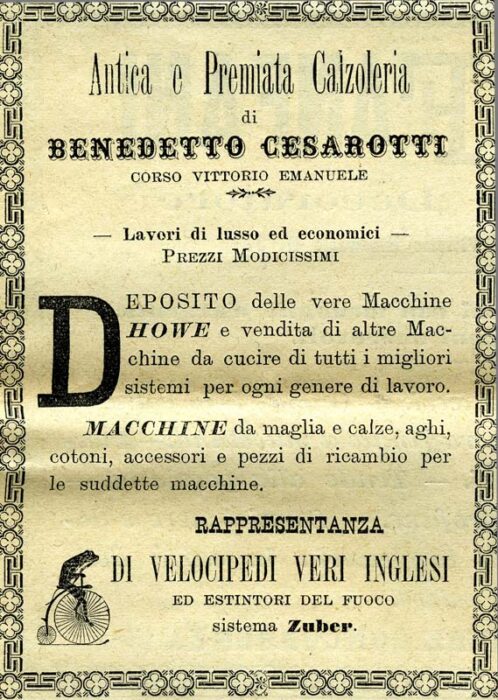 Antica e Premiata Calzoleria
di
BENEDETTO CESAROTTI
CORSO VITTORIO EMANUELE
— Lavori di lusso ed economici —
PREZZI MODICISSIMI
DEPOSITO delle vere Macchine
HOWE e vendita di altre Mac-
chine da cucire di tutti i migliori
sistemi per ogni genere di lavoro.
MACCHINE da maglia e calze, aghi,
cotoni, accessori e pezzi di ricambio per
le suddette macchine.
RAPPRESENTANZA
DI VELOCIPEDI VERI INGLESI
ED ESTINTORI DEL FUOCO
sistema Zuber.